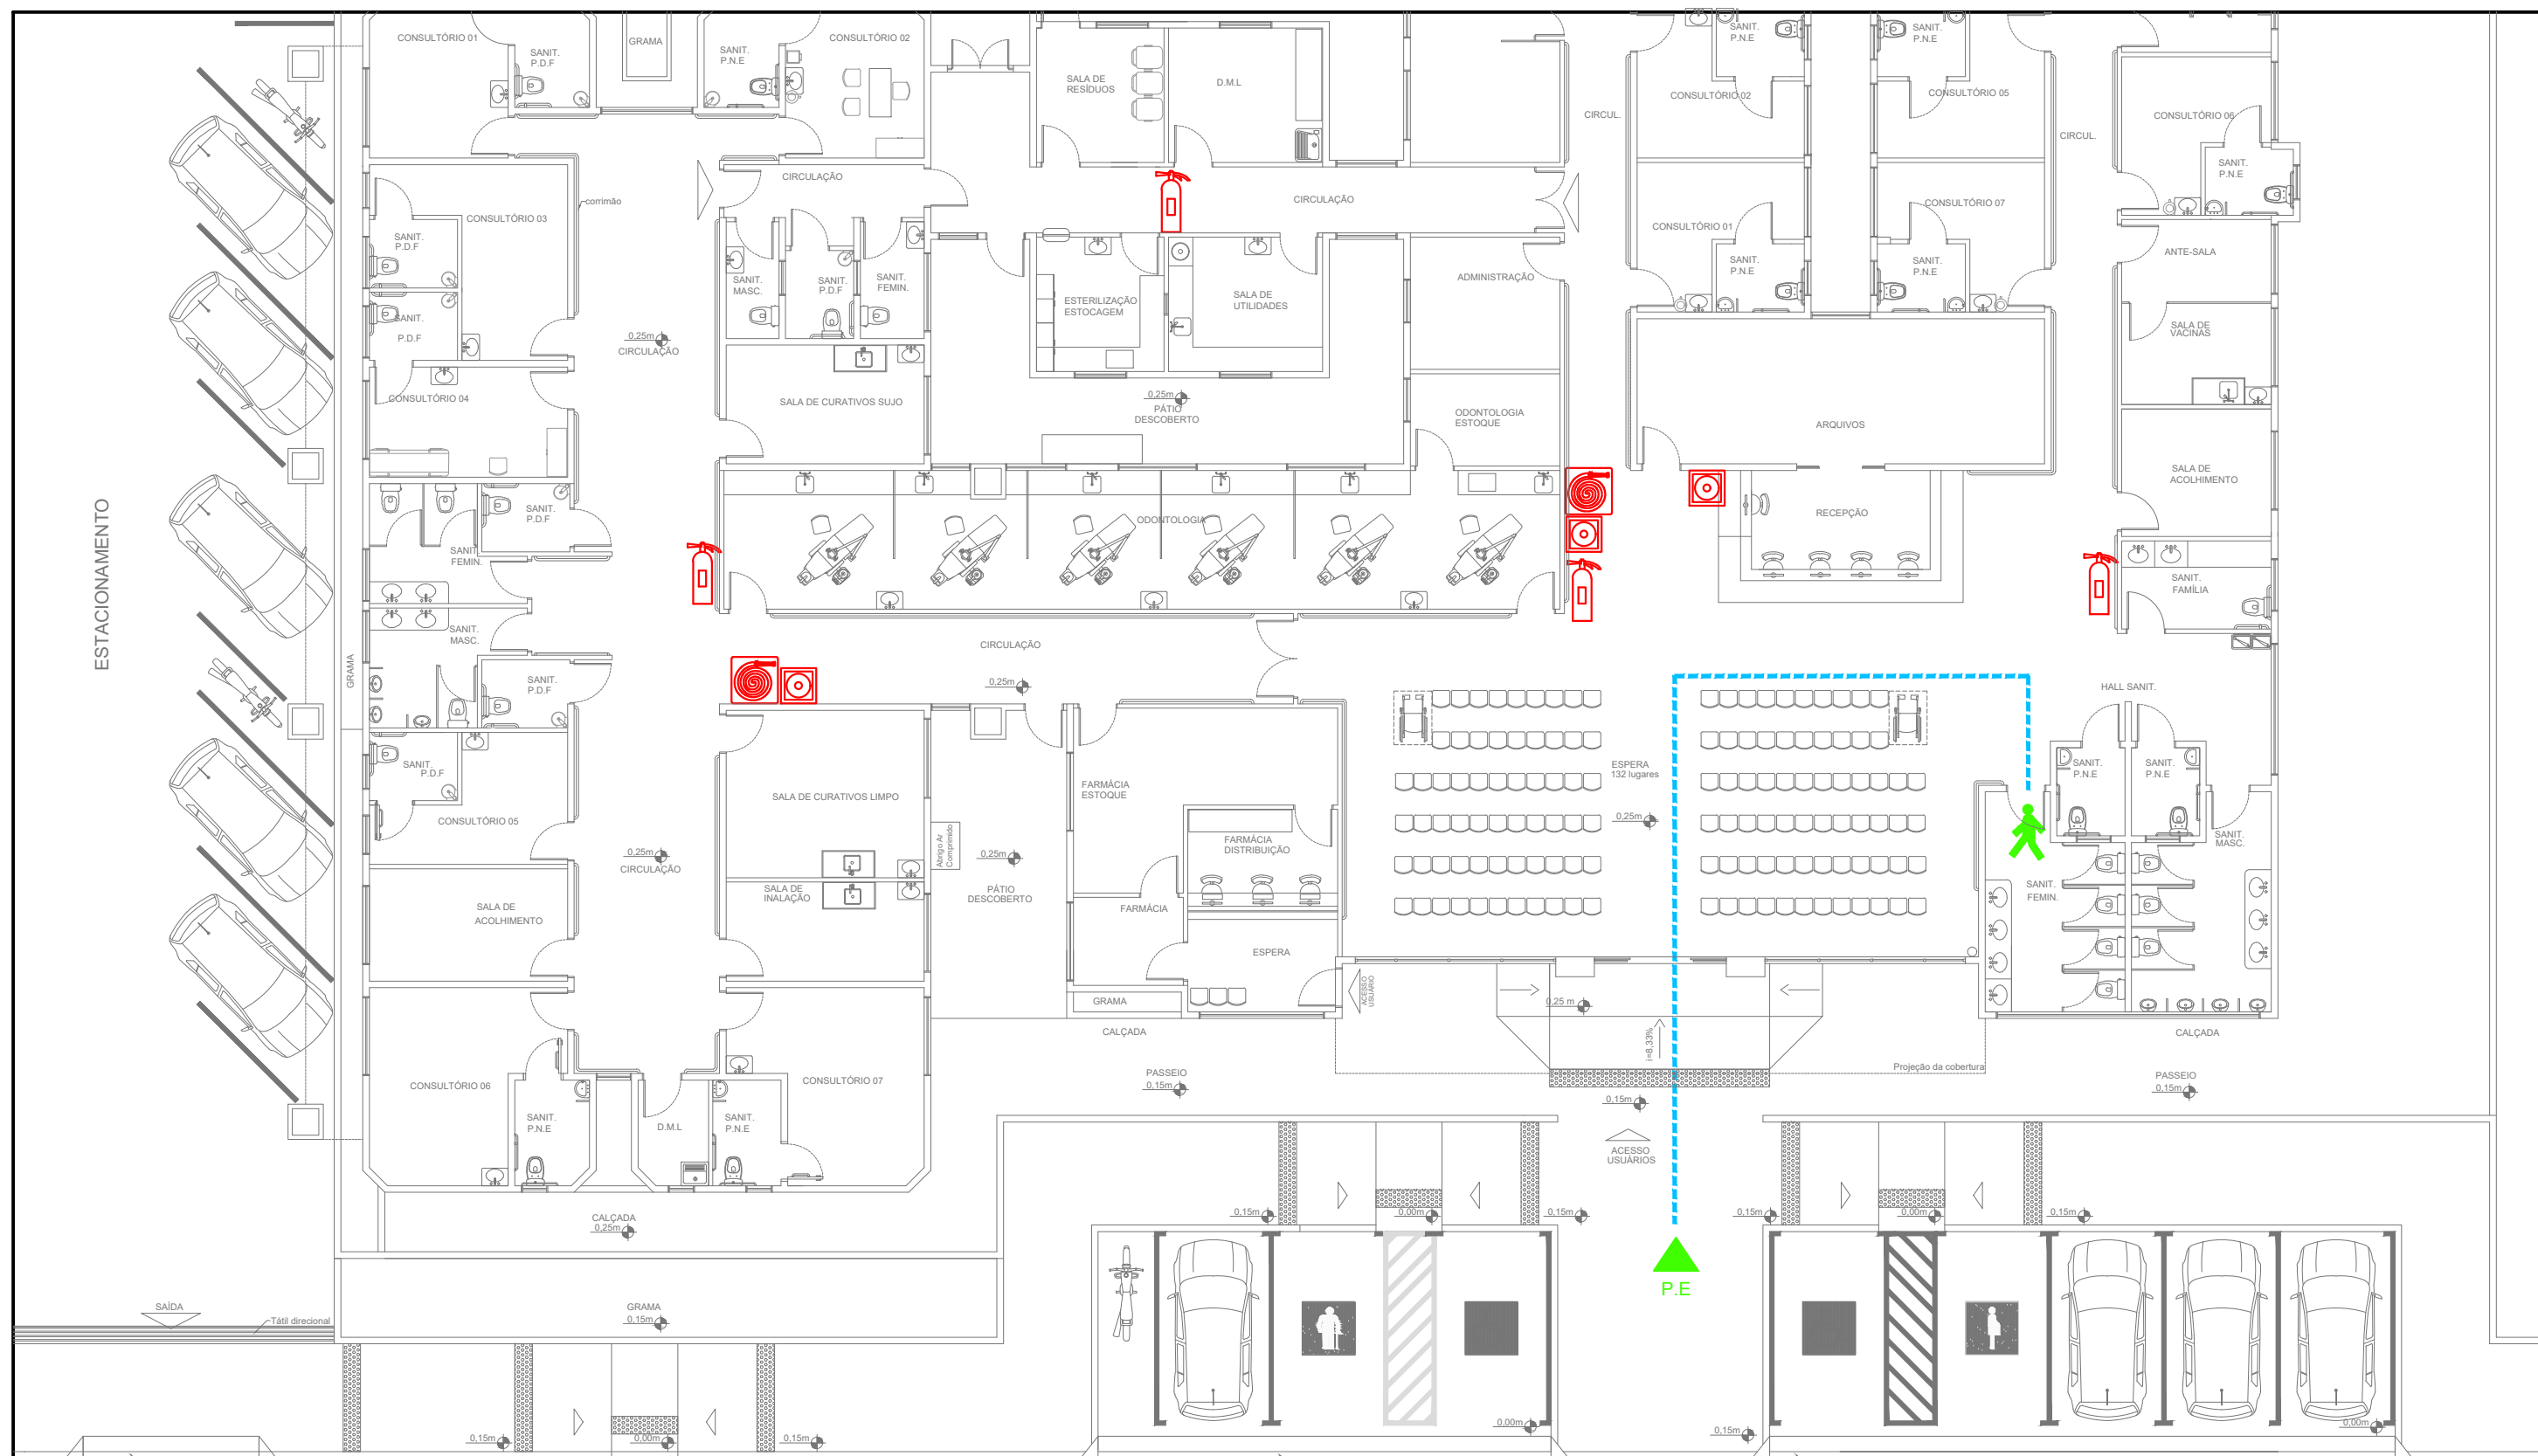 CONSULTÓRIO 01
SANIT.
P.D.F
GRAMA
SANIT.
P.N.E
CONSULTÓRIO 02
SALA DE
RESÍDUOS
D.M.L
CIRCUL.
SANIT.
P.N.E
CONSULTÓRIO 02
SANIT.
P.N.E
CONSULTÓRIO 05
CIRCUL.
CONSULTÓRIO 06
SANIT.
P.N.E
CIRCULAÇÃO
CIRCULAÇÃO
corrimão
CONSULTÓRIO 03
SANIT.
P.D.F
SANIT.
P.D.F
CONSULTÓRIO 01
SANIT.
P.N.E
CONSULTÓRIO 07
SANIT.
P.N.E
ANTE-SALA
SANIT.
MASC.
SANIT.
P.D.F
SANIT.
FEMIN.
ESTERILIZAÇÃO
ESTOCAGEM
SALA DE
UTILIDADES
ADMINISTRAÇÃO
SALA DE
VACINAS
0,25m
CIRCULAÇÃO
CONSULTÓRIO 04
SALA DE CURATIVOS SUJO
0,25m
PÁTIO
DESCOBERTO
ODONTOLOGIA
ESTOQUE
ARQUIVOS
SALA DE
ACOLHIMENTO
ESTACIONAMENTO
SANIT.
P.D.F
SANIT.
FEMIN.
ODONTOLOGIA
RECEPÇÃO
SANIT.
FAMÍLIA
GRAMA
SANIT.
MASC.
SANIT.
P.D.F
CIRCULAÇÃO
0,25m
HALL SANIT.
SANIT.
P.D.F
CONSULTÓRIO 05
0,25m
CIRCULAÇÃO
SALA DE CURATIVOS LIMPO
Abrigo Ar
Comprimido
0,25m
PÁTIO
DESCOBERTO
FARMÁCIA
ESTOQUE
FARMÁCIA
DISTRIBUIÇÃO
ESPERA
132 lugares
0,25m
SANIT.
P.N.E
SANIT.
P.N.E
SANIT.
MASC.
SANIT.
FEMIN.
SALA DE
ACOLHIMENTO
SALA DE
INALAÇÃO
FARMÁCIA
ESPERA
ACESSO
USUÁRIO
GRAMA
CALÇADA
0,25 m
i=8,33%
Projeção da cobertura
CALÇADA
CONSULTÓRIO 06
SANIT.
P.N.E
D.M.L
SANIT.
P.N.E
CONSULTÓRIO 07
PASSEIO
0,15m
0,15m
PASSEIO
0,15m
ACESSO
USUÁRIOS
CALÇADA
0,25m
0,15m
0,00m
0,15m
0,15m
0,00m
0,15m
P.E
SAÍDA
Tátil direcional
GRAMA
0,15m
0,15m
0,00m
0,15m
0,00m
0,15m
0,00m